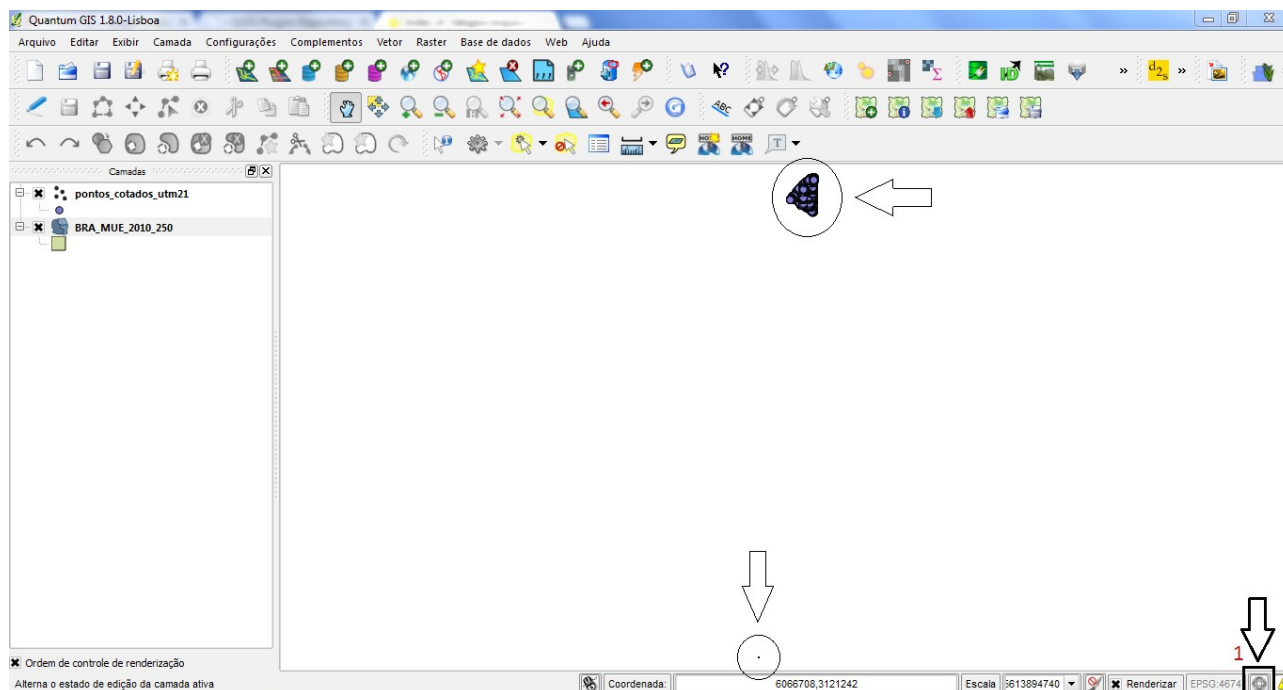 Quantum GIS 1.8.0-Lisboa
Arquivo Editar Exibir Camada Configurações Complementos Vetor Raster Base de dados Web Ajuda
Camadas
pontos_cotados_utm21
BRA_MUE_2010_250
1
Ordem de controle de renderização
Alterna o estado de edição da camada ativa
Coordenada: 6066708,3121242 Escala 5613894740 Renderizar EPSG:4674